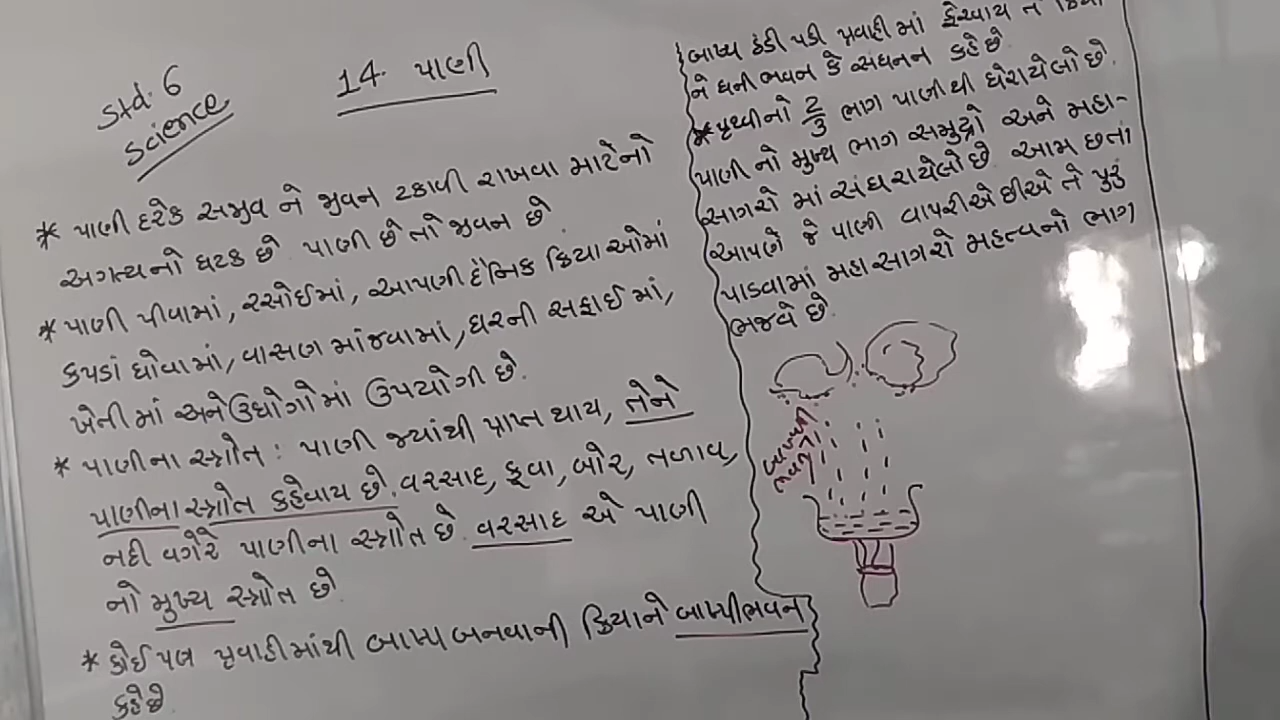 Std. 6
Science
14. પાણી
* પાણી દરેક સજીવ ને જીવન ટકાવી રાખવા માટેનો
અગત્યનો ઘટક છે પાણી છે તો જીવન છે
* પાણી પીવામાં, રસોઈમાં, આપણી દૈનિક ક્રિયાઓમાં
કપડાં ધોવામાં, વાસણ માંજવામાં, ઘરની સફાઈ માં,
ખેતી માં અને ઉદ્યોગોમાં ઉપયોગી છે.
* પાણીના સ્ત્રોત : પાણી જ્યાંથી પ્રાપ્ત થાય, તેને
પાણીના સ્ત્રોત કહેવાય છે. વરસાદ, કૂવા, બોર, તળાવ,
નદી વગેરે પાણીના સ્ત્રોત છે. વરસાદ એ પાણી
નો મુખ્ય સ્ત્રોત છે
* કોઈ પણ પ્રવાહીમાંથી બાષ્પ બનવાની ક્રિયાને બાષ્પીભવન
કહે છે.
બાષ્પ ઠંડી પડી પ્રવાહી માં ફેરવાય તે
ને ઘની ભવન કે સંઘનન કહે છે
* પૃથ્વીનો 2/3 ભાગ પાણીથી ઘેરાયેલો છે.
પાણી નો મુખ્ય ભાગ સમુદ્રો અને મહા-
સાગરો માં સંઘરાયેલો છે આમ છતાં
આપણે જે પાણી વાપરીએ છીએ તે પુરું
પાડવામાં મહાસાગરો મહત્વનો ભાગ
ભજવે છે.